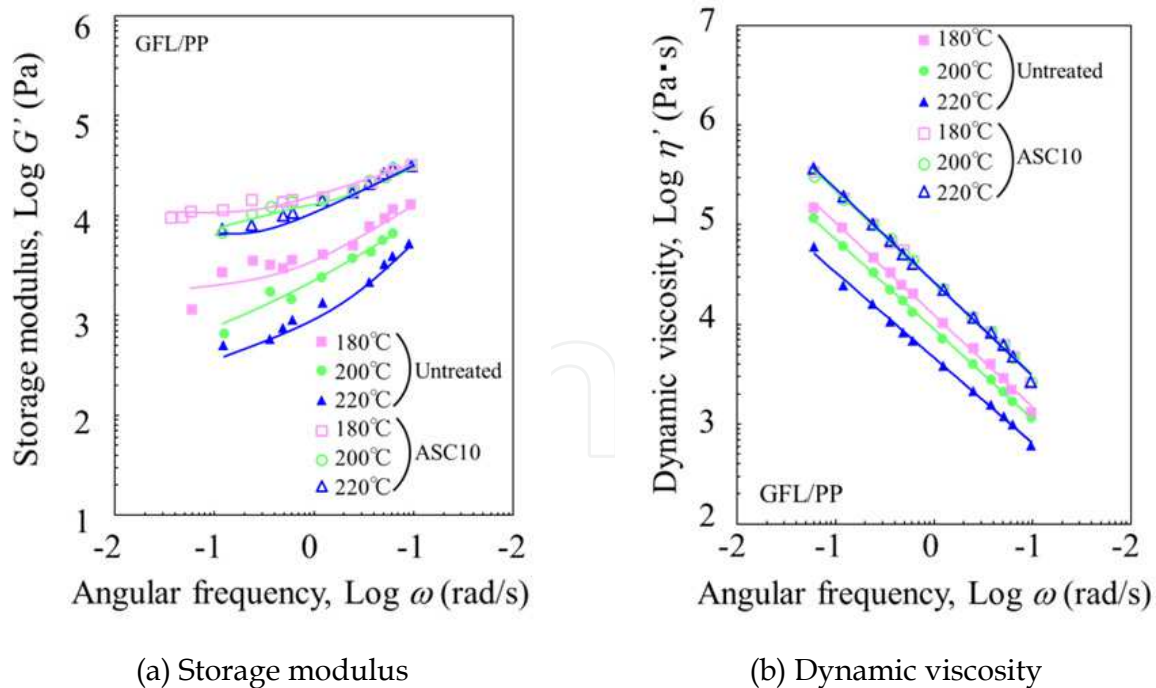 GFL/PP
Storage modulus, Log G' (Pa)
6
5
4
3
2
1
-2 -1 0 -1 -2
Angular frequency, Log ω (rad/s)
180℃
200℃ Untreated
220℃
180℃
200℃ ASC10
220℃
(a) Storage modulus
Dynamic viscosity, Log η' (Pa·s)
7
6
5
4
3
2
180℃
200℃ Untreated
220℃
180℃
200℃ ASC10
220℃
GFL/PP
-2 -1 0 -1 -2
Angular frequency, Log ω (rad/s)
(b) Dynamic viscosity